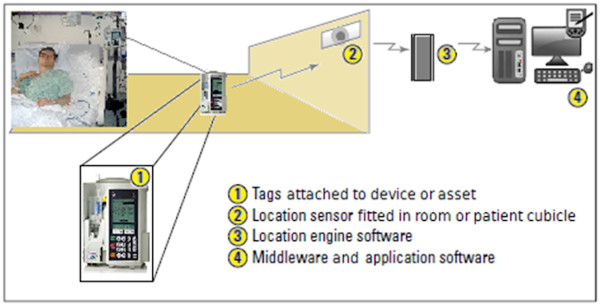 2
3
4
1
1 Tags attached to device or asset
2 Location sensor fitted in room or patient cubicle
3 Location engine software
4 Middleware and application software